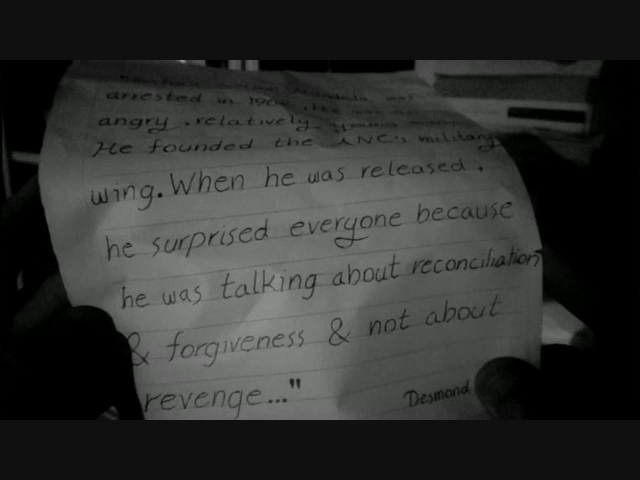 arrested in
angry, relatively
He founded the ANC's military
wing. When he was released,
he surprised everyone because
he was talking about reconciliation
& forgiveness & not about
revenge..."
Desmond